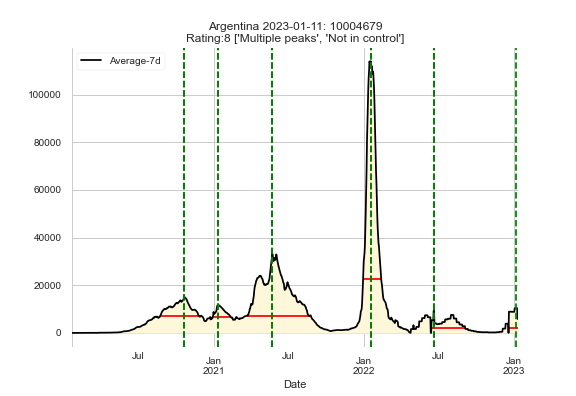 Argentina 2023-01-11: 10004679
Rating:8 ['Multiple peaks', 'Not in control']
Average-7d
100000
80000
60000
40000
20000
0
Jul Jan Jul Jan Jul Jan
2021 2022 2023
Date